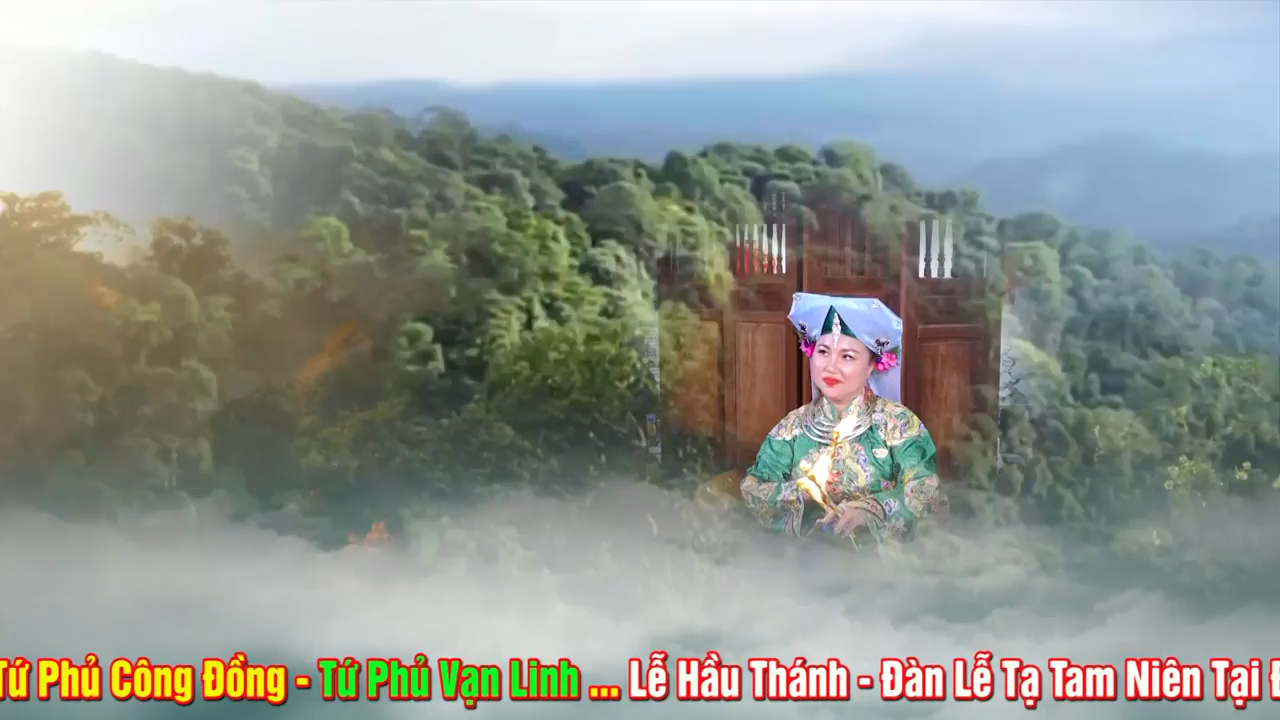 Tứ Phủ Công Đồng - Tứ Phủ Vạn Linh ... Lễ Hầu Thánh - Đàn Lễ Tạ Tam Niên Tại